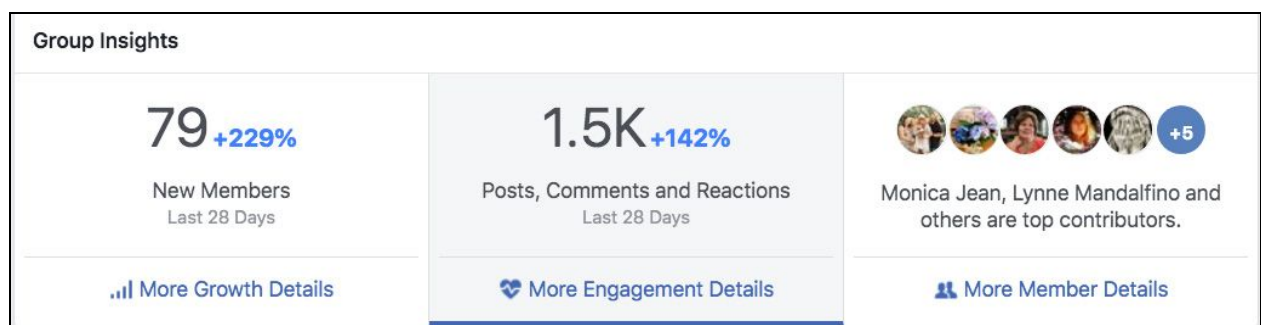 Group Insights
79 +229%
New Members
Last 28 Days
More Growth Details
1.5K +142%
Posts, Comments and Reactions
Last 28 Days
More Engagement Details
+5
Monica Jean, Lynne Mandalfino and
others are top contributors.
More Member Details